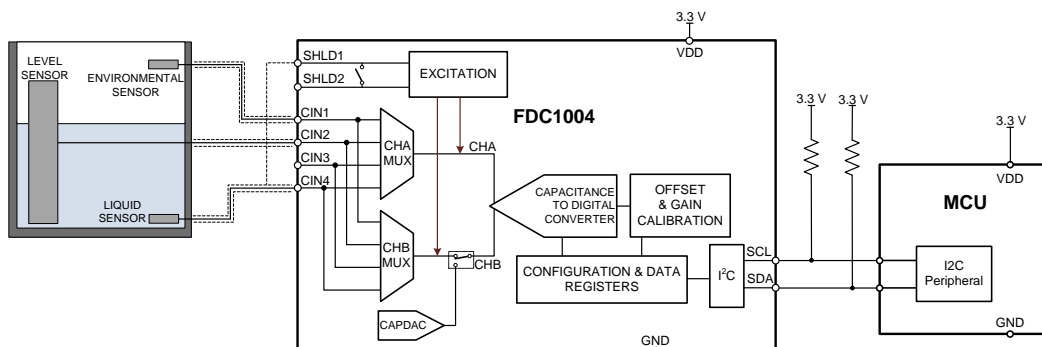 3.3 V
VDD
LEVEL
SENSOR
ENVIRONMENTAL
SENSOR
LIQUID
SENSOR
SHLD1
SHLD2
CIN1
CIN2
CIN3
CIN4
EXCITATION
FDC1004
CHA
MUX
CHA
CHB
MUX
CHB
CAPDAC
CAPACITANCE
TO DIGITAL
CONVERTER
OFFSET
& GAIN
CALIBRATION
CONFIGURATION & DATA
REGISTERS
I²C
SCL
SDA
GND
3.3 V
3.3 V
3.3 V
VDD
MCU
I2C
Peripheral
GND